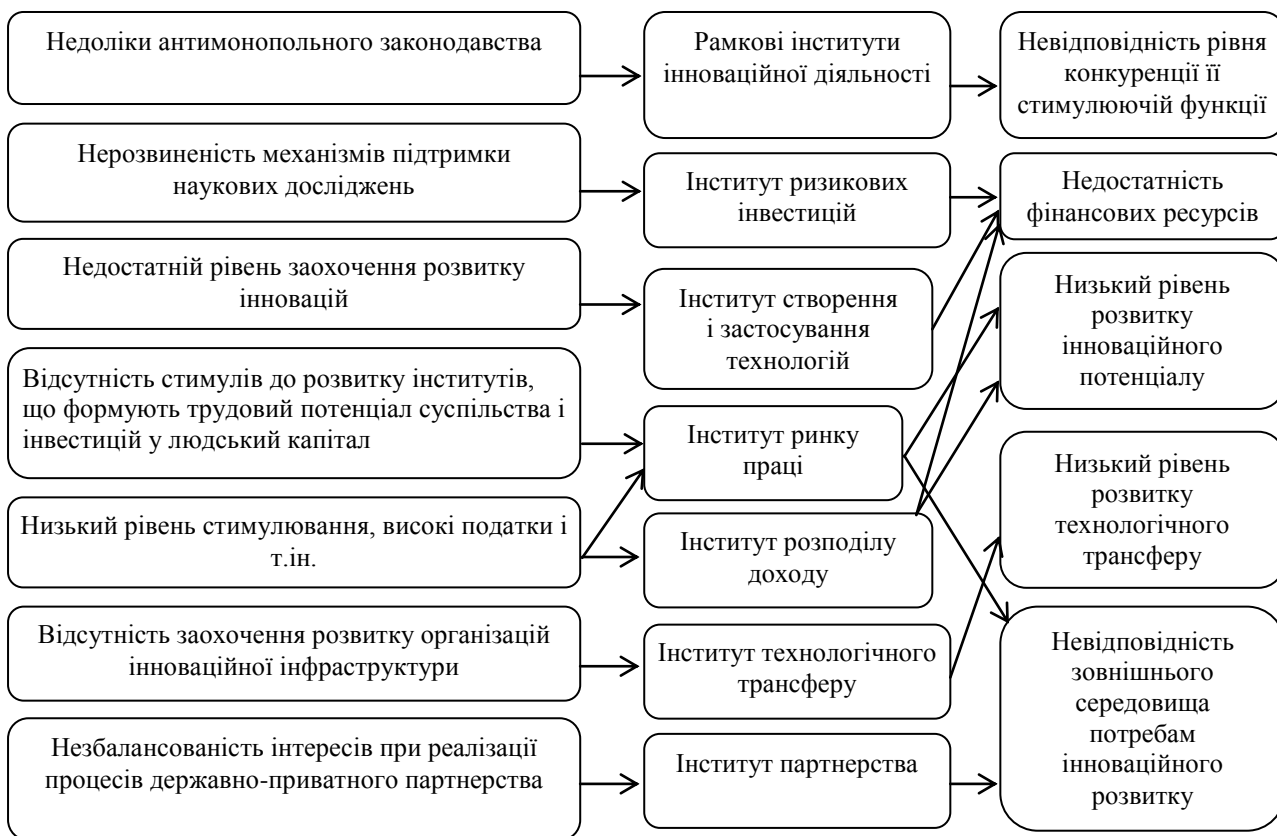 Недоліки антимонопольного законодавства
Рамкові інститути
інноваційної діяльності
Невідповідність рівня
конкуренції її
стимулюючій функції
Нерозвиненість механізмів підтримки
наукових досліджень
Інститут ризикових
інвестицій
Недостатність
фінансових ресурсів
Недостатній рівень заохочення розвитку
інновацій
Інститут створення
і застосування
технологій
Низький рівень
розвитку
інноваційного
потенціалу
Відсутність стимулів до розвитку інститутів,
що формують трудовий потенціал суспільства і
інвестицій у людський капітал
Інститут ринку
праці
Низький рівень
розвитку
технологічного
трансферу
Низький рівень стимулювання, високі податки і
т.ін.
Інститут розподілу
доходу
Відсутність заохочення розвитку організацій
інноваційної інфраструктури
Інститут технологічного
трансферу
Невідповідність
зовнішнього
середовища
потребам
інноваційного
розвитку
Незбалансованість інтересів при реалізації
процесів державно-приватного партнерства
Інститут партнерства